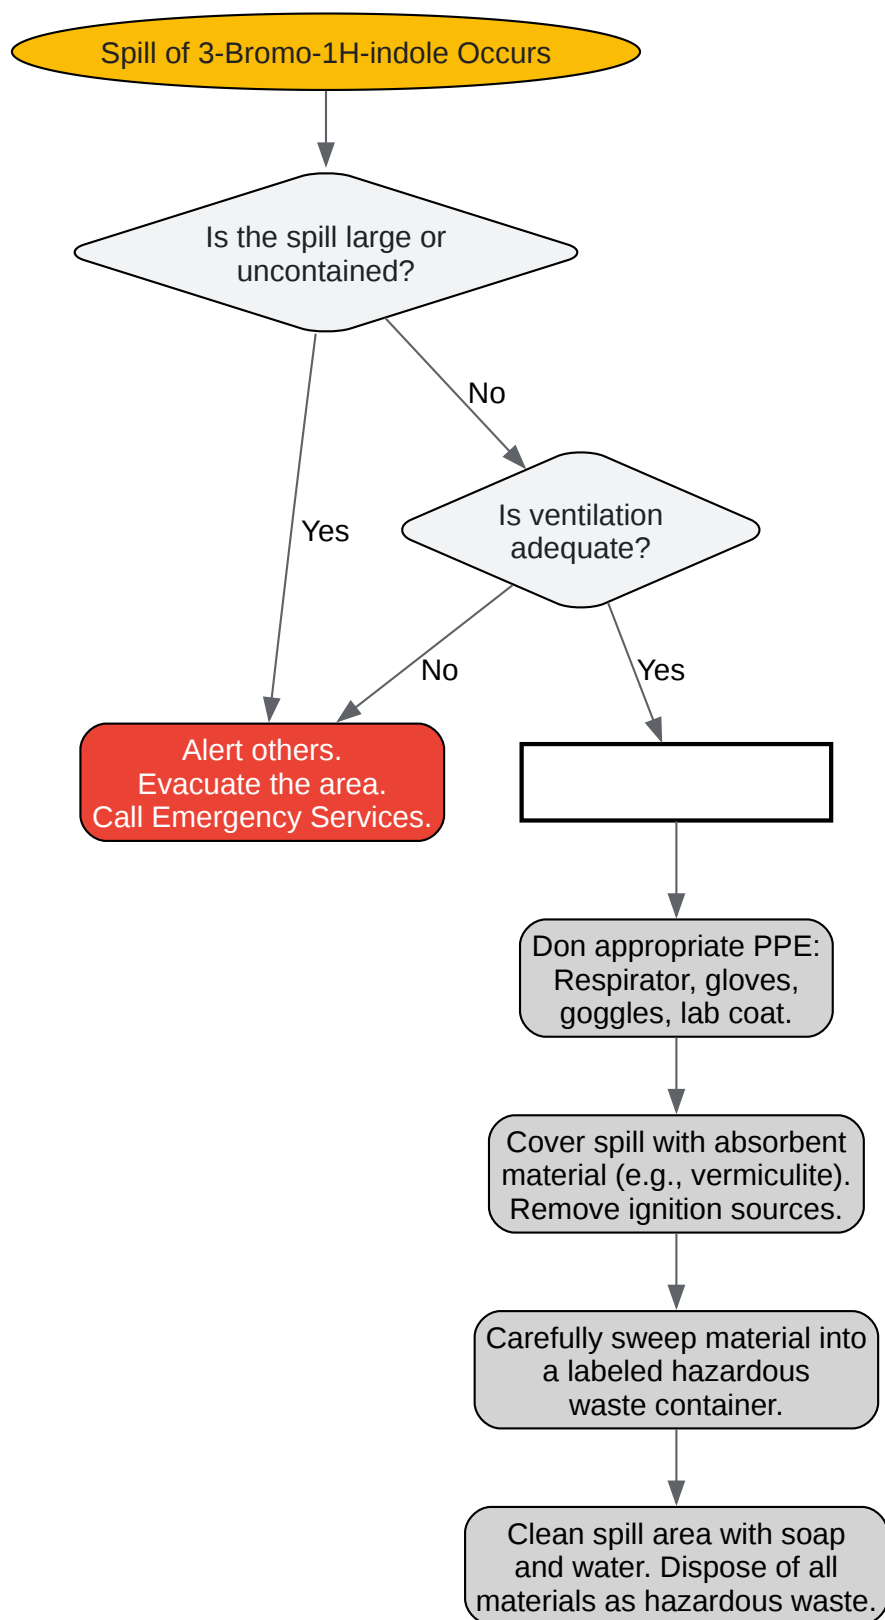 Spill of 3-Bromo-1H-indole Occurs
Is the spill large or
uncontained?
No
Yes
Is ventilation
adequate?
No
Yes
Alert others.
Evacuate the area.
Call Emergency Services.
Don appropriate PPE:
Respirator, gloves,
goggles, lab coat.
Cover spill with absorbent
material (e.g., vermiculite).
Remove ignition sources.
Carefully sweep material into
a labeled hazardous
waste container.
Clean spill area with soap
and water. Dispose of all
materials as hazardous waste.